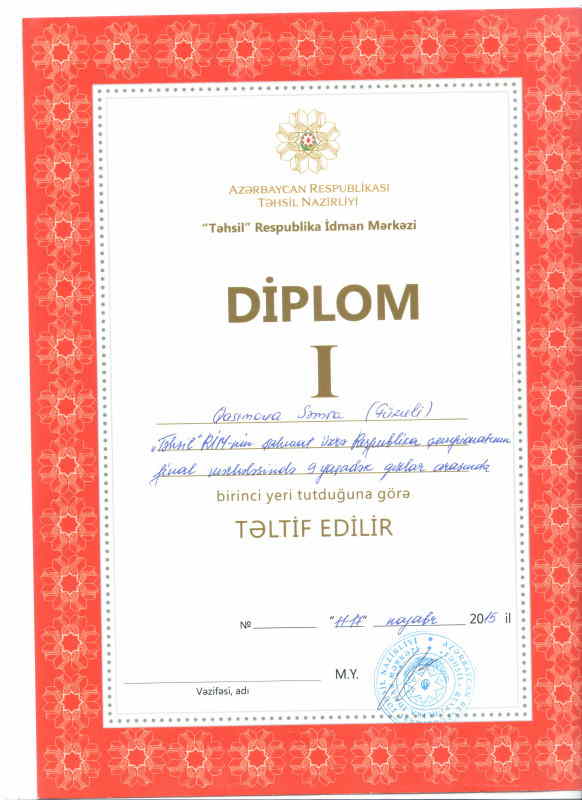 AZƏRBAYCAN RESPUBLİKASI
TƏHSİL NAZİRLİYİ
"Təhsil" Respublika İdman Mərkəzi
DİPLOM
I
Qasımova Səmra (Füzuli)
"Təhsil" RİM-nin şahmat üzrə Respublika çempionatının
final mərhələsində 9 yaşadək qızlar arasında
birinci yeri tutduğuna görə
TƏLTİF EDİLİR
№ "11-17" noyabr 2015 il
M.Y.
Vəzifəsi, adı